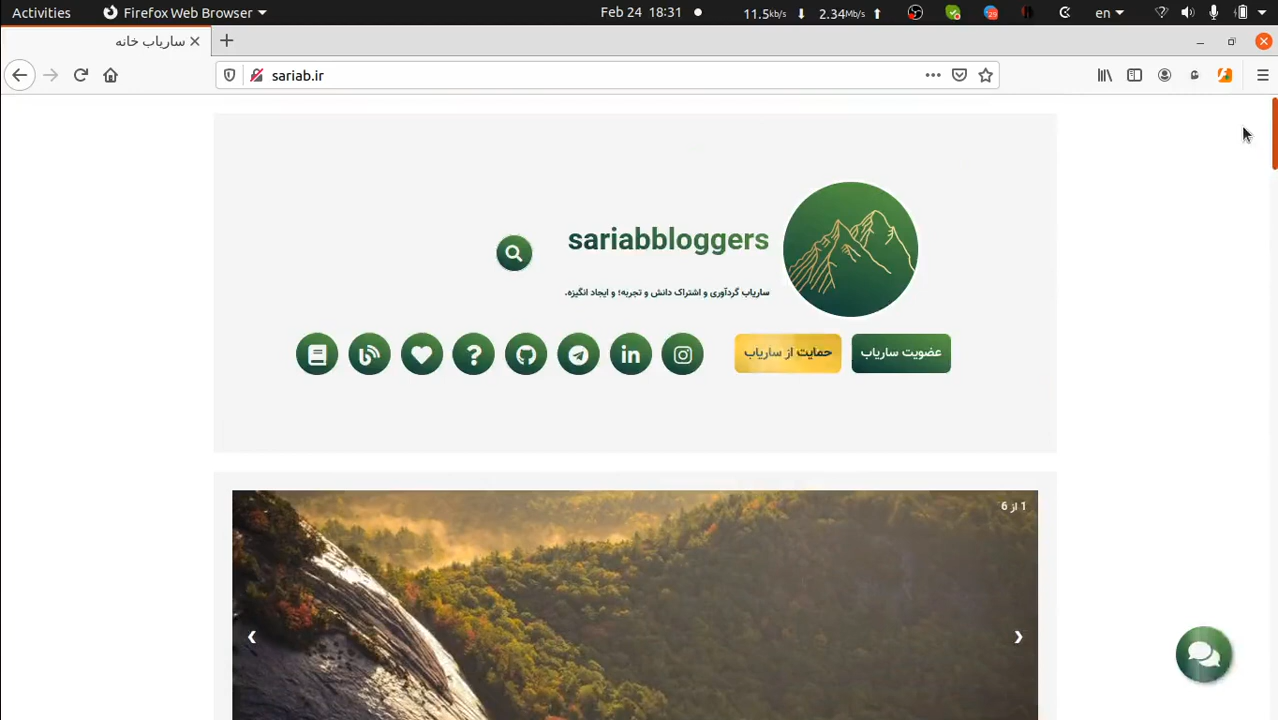 Activities
Firefox Web Browser
Feb 24 18:31
11.5kb/s
2.34Mb/s
25
en
ساریاب خانه
sariab.ir
sariabbloggers
ساریاب گردآوری و اشتراک دانش و تجربه؛ و ایجاد انگیزه.
عضویت ساریاب
حمایت از ساریاب
1 از 6